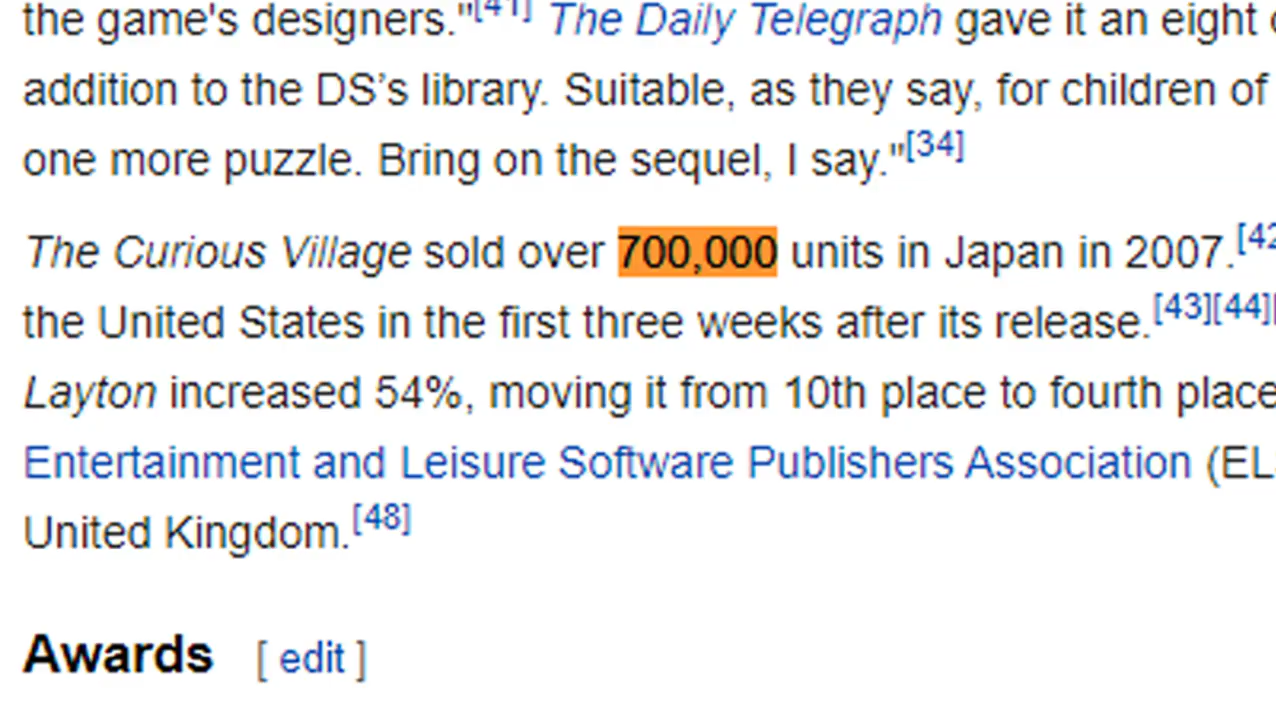 the game's designers."[41] The Daily Telegraph gave it an eight
addition to the DS’s library. Suitable, as they say, for children of
one more puzzle. Bring on the sequel, I say."[34]
The Curious Village sold over 700,000 units in Japan in 2007.[42
the United States in the first three weeks after its release.[43][44]
Layton increased 54%, moving it from 10th place to fourth place
Entertainment and Leisure Software Publishers Association (EL
United Kingdom.[48]
Awards [ edit ]